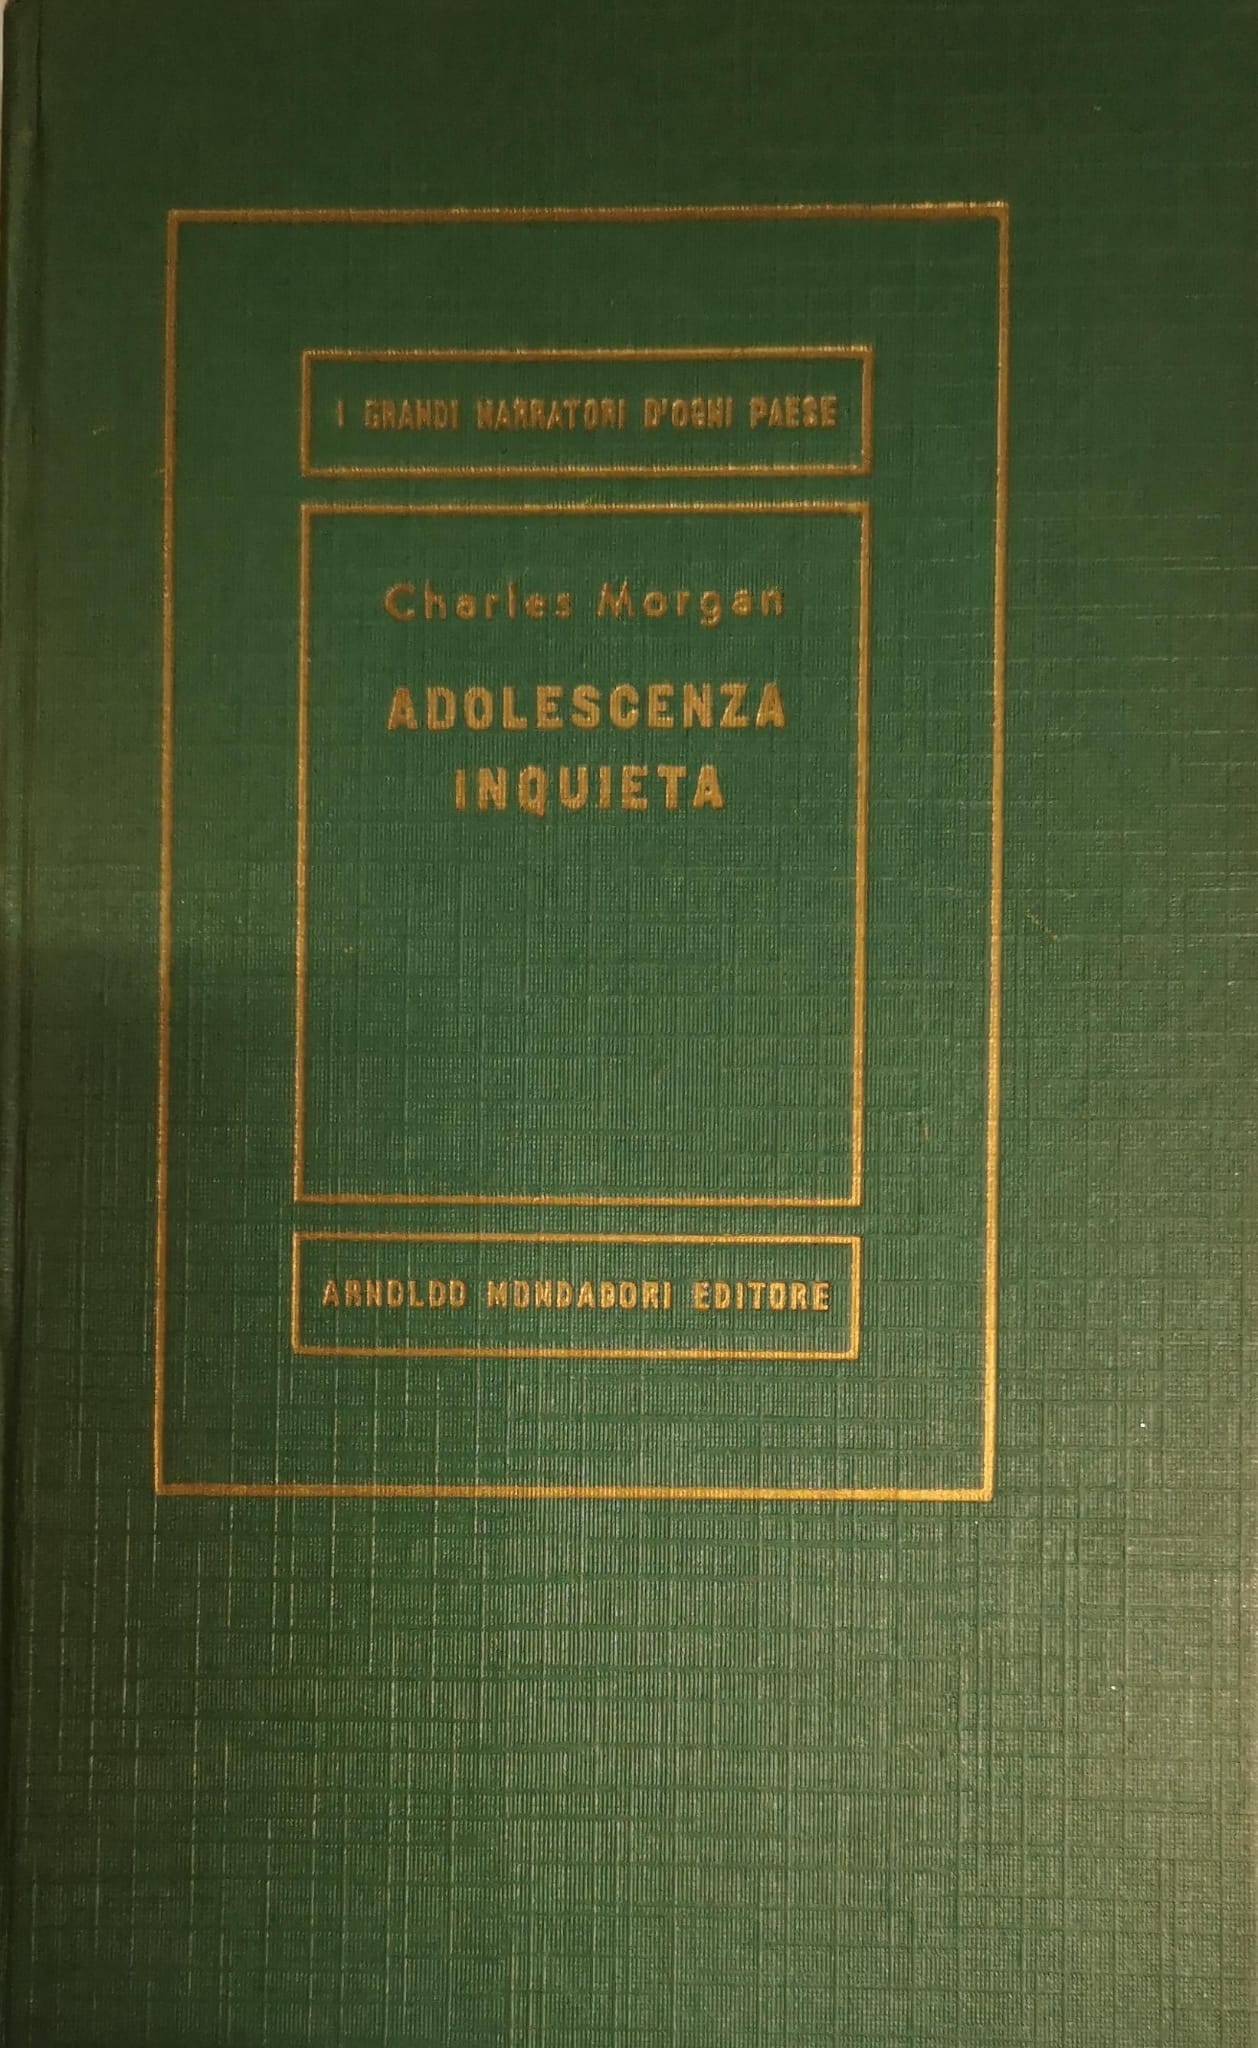 I GRANDI NARRATORI D'OGNI PAESE
Charles Morgan
ADOLESCENZA
INQUIETA
ARNOLDO MONDADORI EDITORE